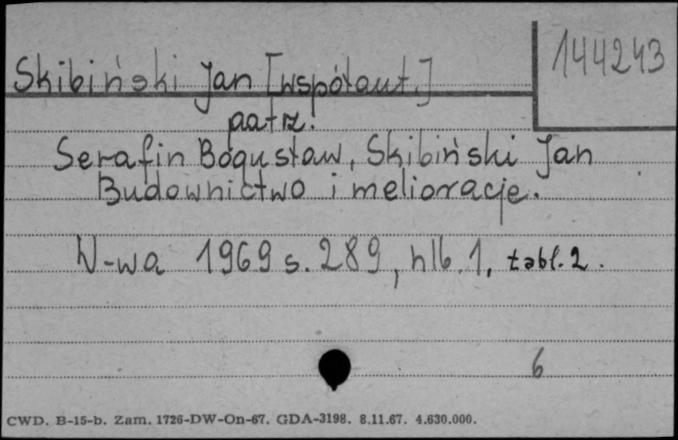 144243
Skibiński Jan [współaut.]
patrz:
Serafin Bogusław, Skibiński Jan
Budownictwo i melioracje.
W-wa 1969 s. 289, nlb. 1, tabl. 2.
6
CWD. B-15-b. Zam. 1726-DW-On-67. GDA-3198. 8.11.67. 4.630.000.